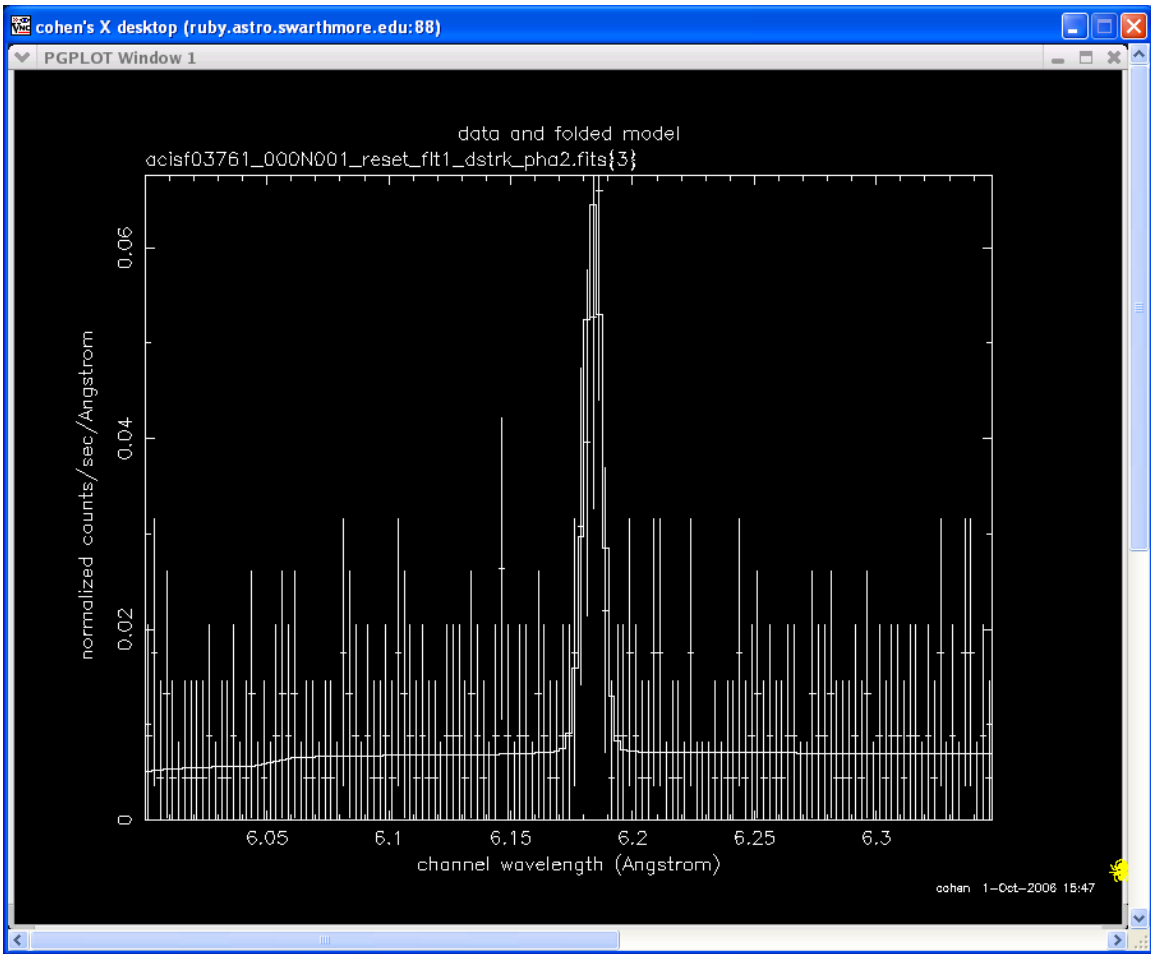 cohen's X desktop (ruby.astro.swarthmore.edu:88)
PGPLOT Window 1
data and folded model
acisf03761_000N001_reset_flt1_dstrk_pha2.fits{3}
normalized counts/sec/Angstrom
0.06
0.04
0.02
0
6.05 6.1 6.15 6.2 6.25 6.3
channel wavelength (Angstrom)
cohen 1-Oct-2006 15:47